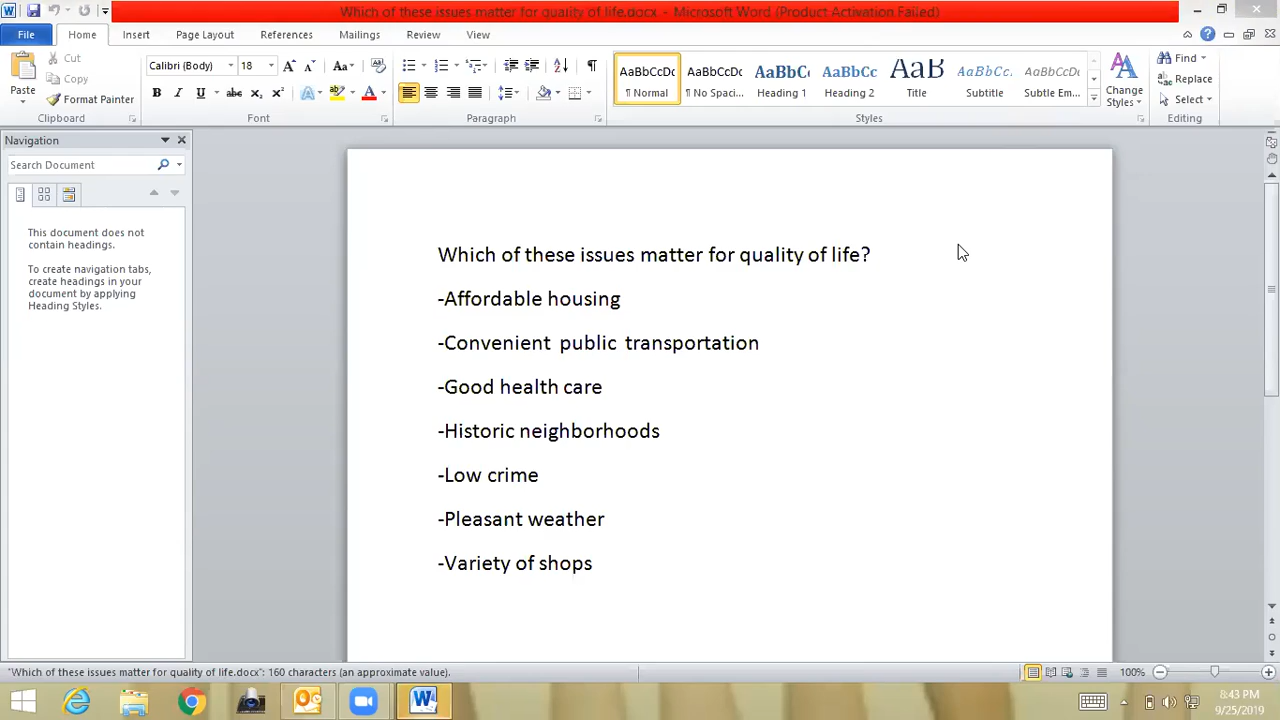 Which of these issues matter for quality of life.docx. - Microsoft Word (Product Activation Failed)
File Home Insert Page Layout References Mailings Review View
Cut
Copy
Format Painter
Paste
Clipboard
Calibri (Body) 18
Font
Paragraph
AaBbCcDc AaBbCcDc AaBbC AaBbCc AaB AaBbCc. AaBbCcDc
¶ Normal ¶ No Spaci... Heading 1 Heading 2 Title Subtitle Subtle Em...
Change
Styles
Styles
Find
Replace
Select
Editing
Navigation
Search Document
This document does not
contain headings.
To create navigation tabs,
create headings in your
document by applying
Heading Styles.
Which of these issues matter for quality of life?
-Affordable housing
-Convenient public transportation
-Good health care
-Historic neighborhoods
-Low crime
-Pleasant weather
-Variety of shops
"Which of these issues matter for quality of life.docx": 160 characters (an approximate value).
100%
8:43 PM
9/25/2019